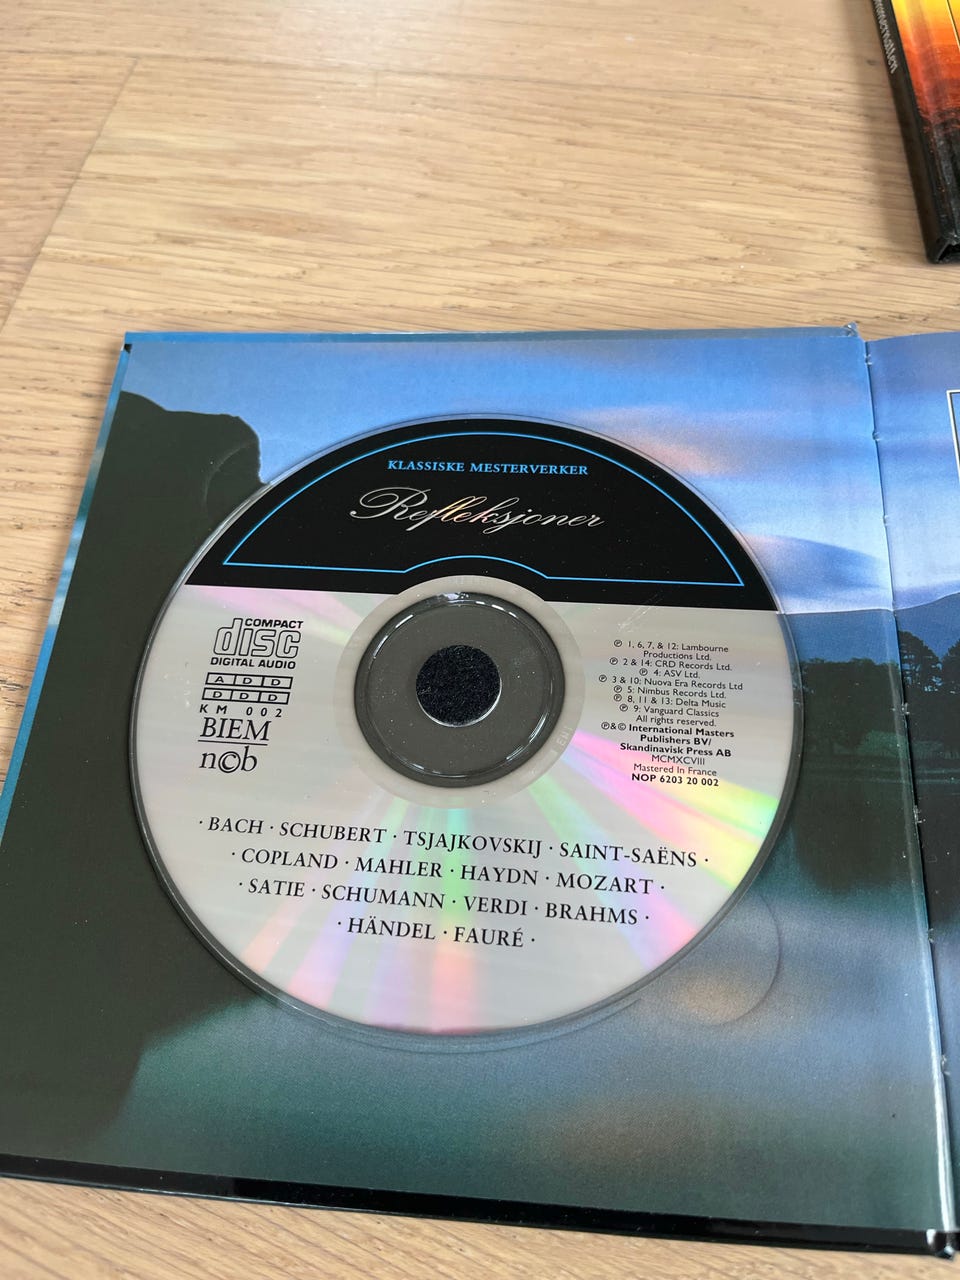 KLASSISKE MESTERVERKER
Refleksjoner
COMPACT
disc
DIGITAL AUDIO
A D D
D D D
KM 002
BIEM
n©b
℗ 1, 6, 7, & 12: Lambourne
Productions Ltd.
℗ 2 & 14: CRD Records Ltd.
℗ 4: ASV Ltd.
℗ 3 & 10: Nuova Era Records Ltd
℗ 5: Nimbus Records Ltd.
℗ 8, 11 & 13: Delta Music
℗ 9: Vanguard Classics
All rights reserved.
℗&© International Masters
Publishers BV/
Skandinavisk Press AB
MCMXCVIII
Mastered In France
NOP 6203 20 002
· BACH · SCHUBERT · TSJAJKOVSKIJ · SAINT-SAËNS ·
· COPLAND · MAHLER · HAYDN · MOZART ·
· SATIE · SCHUMANN · VERDI · BRAHMS ·
· HÄNDEL · FAURÉ ·